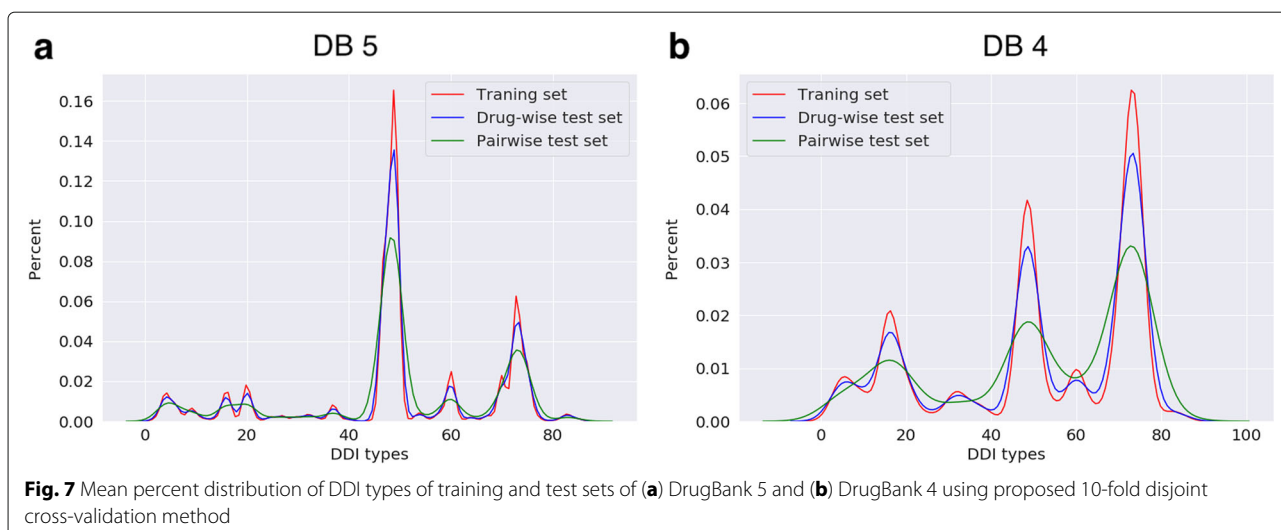 a
DB 5
Percent
0.16
0.14
0.12
0.10
0.08
0.06
0.04
0.02
0.00
Traning set
Drug-wise test set
Pairwise test set
0
20
40
60
80
DDI types
b
DB 4
Percent
0.06
0.05
0.04
0.03
0.02
0.01
0.00
Traning set
Drug-wise test set
Pairwise test set
0
20
40
60
80
100
DDI types
Fig. 7 Mean percent distribution of DDI types of training and test sets of (a) DrugBank 5 and (b) DrugBank 4 using proposed 10-fold disjoint
cross-validation method